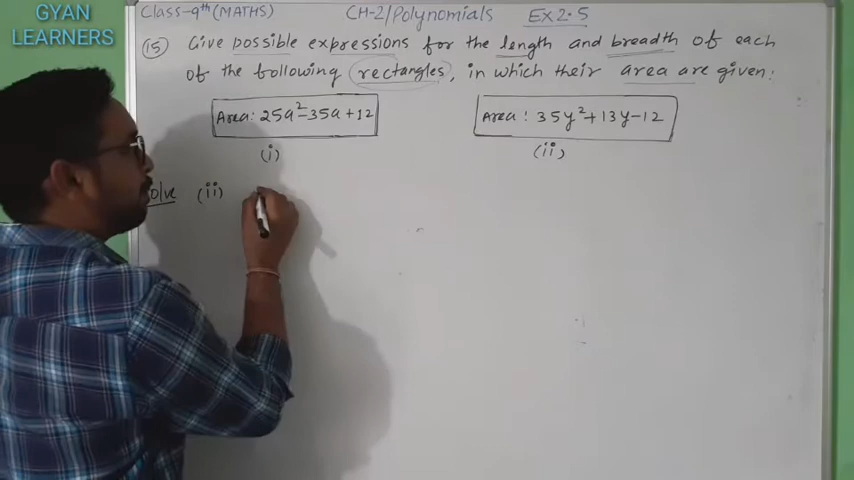 GYAN
LEARNERS
Class-9th (MATHS) CH-2/Polynomials Ex 2.5
(15) Give possible expressions for the length and breadth of each
of the following rectangles, in which their area are given:
Area: 25a²-35a+12
Area: 35y²+13y-12
(i)
(ii)
olve (ii)